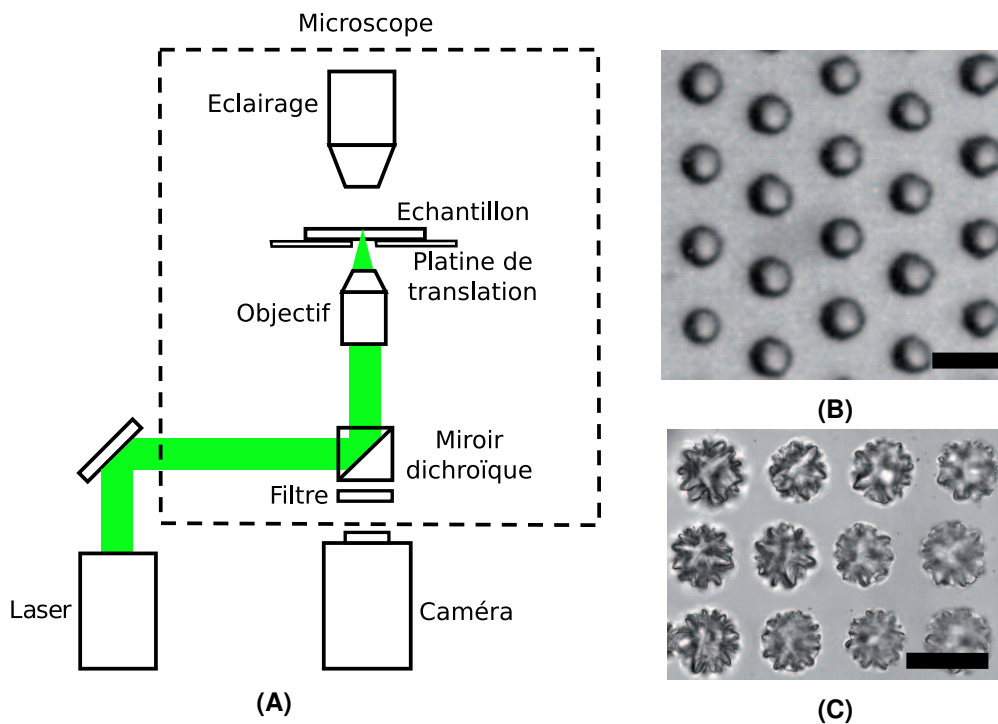 Microscope
Eclairage
Echantillon
Platine de
translation
Objectif
Miroir
dichroïque
Filtre
Laser
Caméra
(A)
(B)
(C)